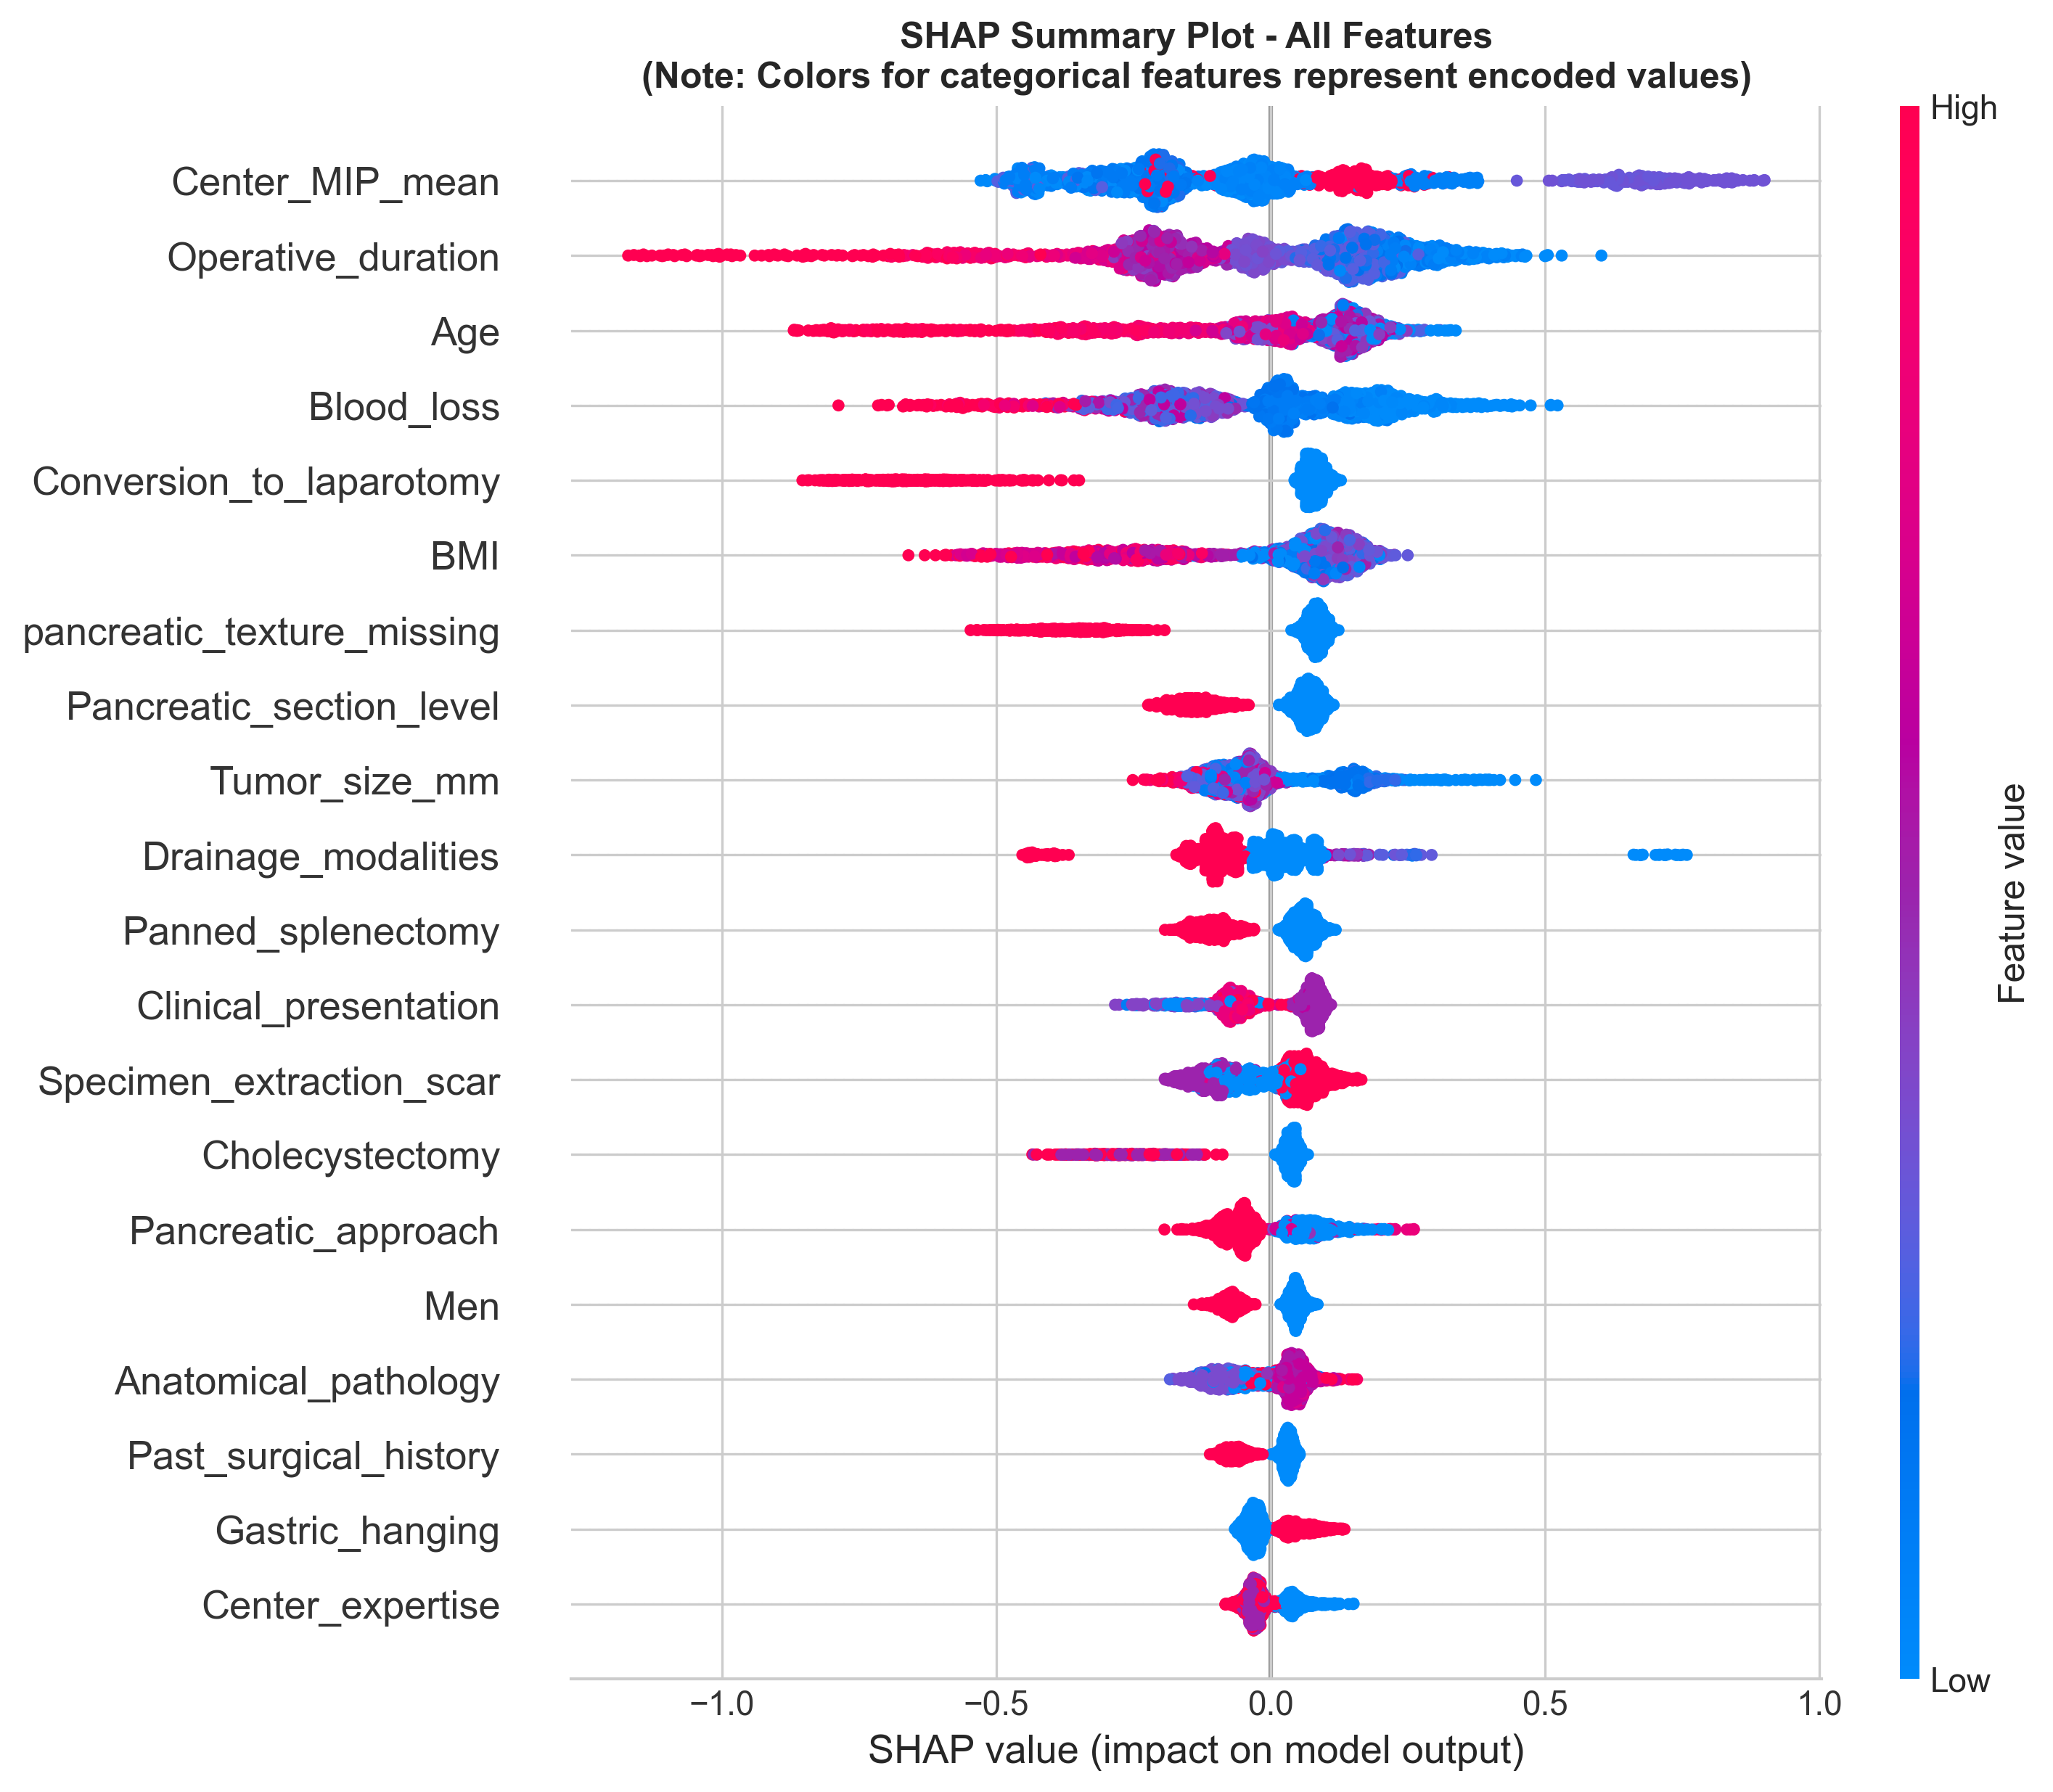 SHAP Summary Plot - All Features
(Note: Colors for categorical features represent encoded values)
High
Center_MIP_mean
Operative_duration
Age
Blood_loss
Conversion_to_laparotomy
BMI
pancreatic_texture_missing
Pancreatic_section_level
Tumor_size_mm
Drainage_modalities
Panned_splenectomy
Clinical_presentation
Specimen_extraction_scar
Cholecystectomy
Pancreatic_approach
Men
Anatomical_pathology
Past_surgical_history
Gastric_hanging
Center_expertise
Feature value
Low
−1.0 −0.5 0.0 0.5 1.0
SHAP value (impact on model output)